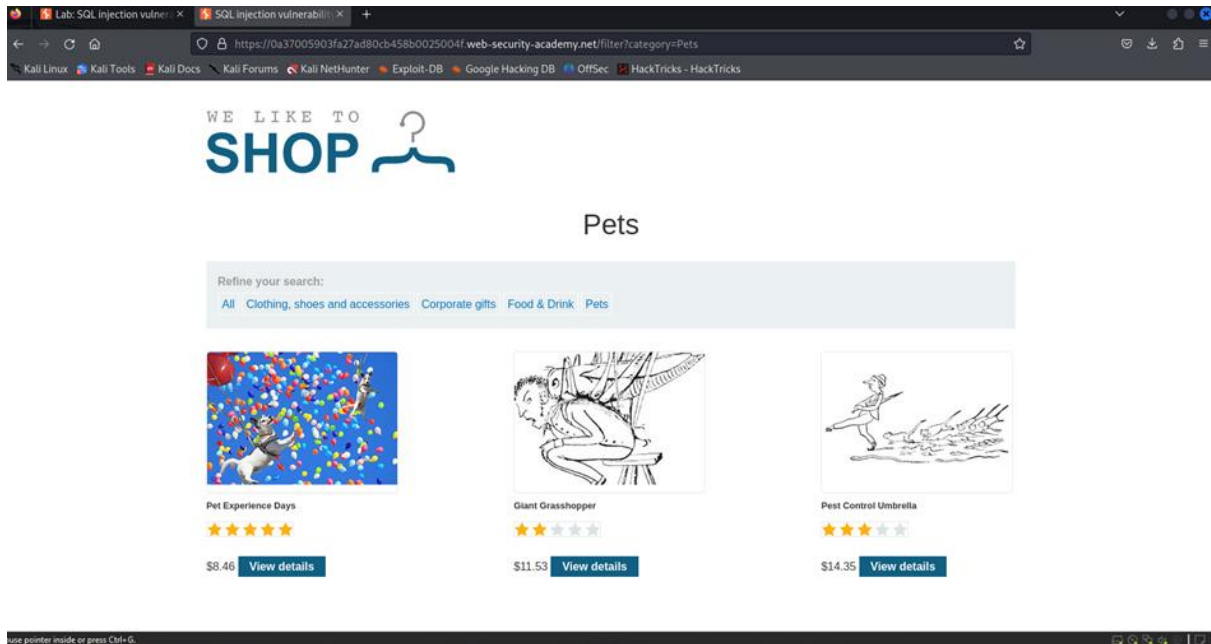 Lab: SQL injection vulner
SQL injection vulnerabilit
https://0a37005903fa27ad80cb458b0025004f.web-security-academy.net/filter?category=Pets
Kali Linux Kali Tools Kali Docs Kali Forums Kali NetHunter Exploit-DB Google Hacking DB OffSec HackTricks - HackTricks
WE LIKE TO
SHOP
Pets
Refine your search:
All Clothing, shoes and accessories Corporate gifts Food & Drink Pets
Pet Experience Days Giant Grasshopper Pest Control Umbrella
$8.46 View details $11.53 View details $14.35 View details
use pointer inside or press Ctrl+G.